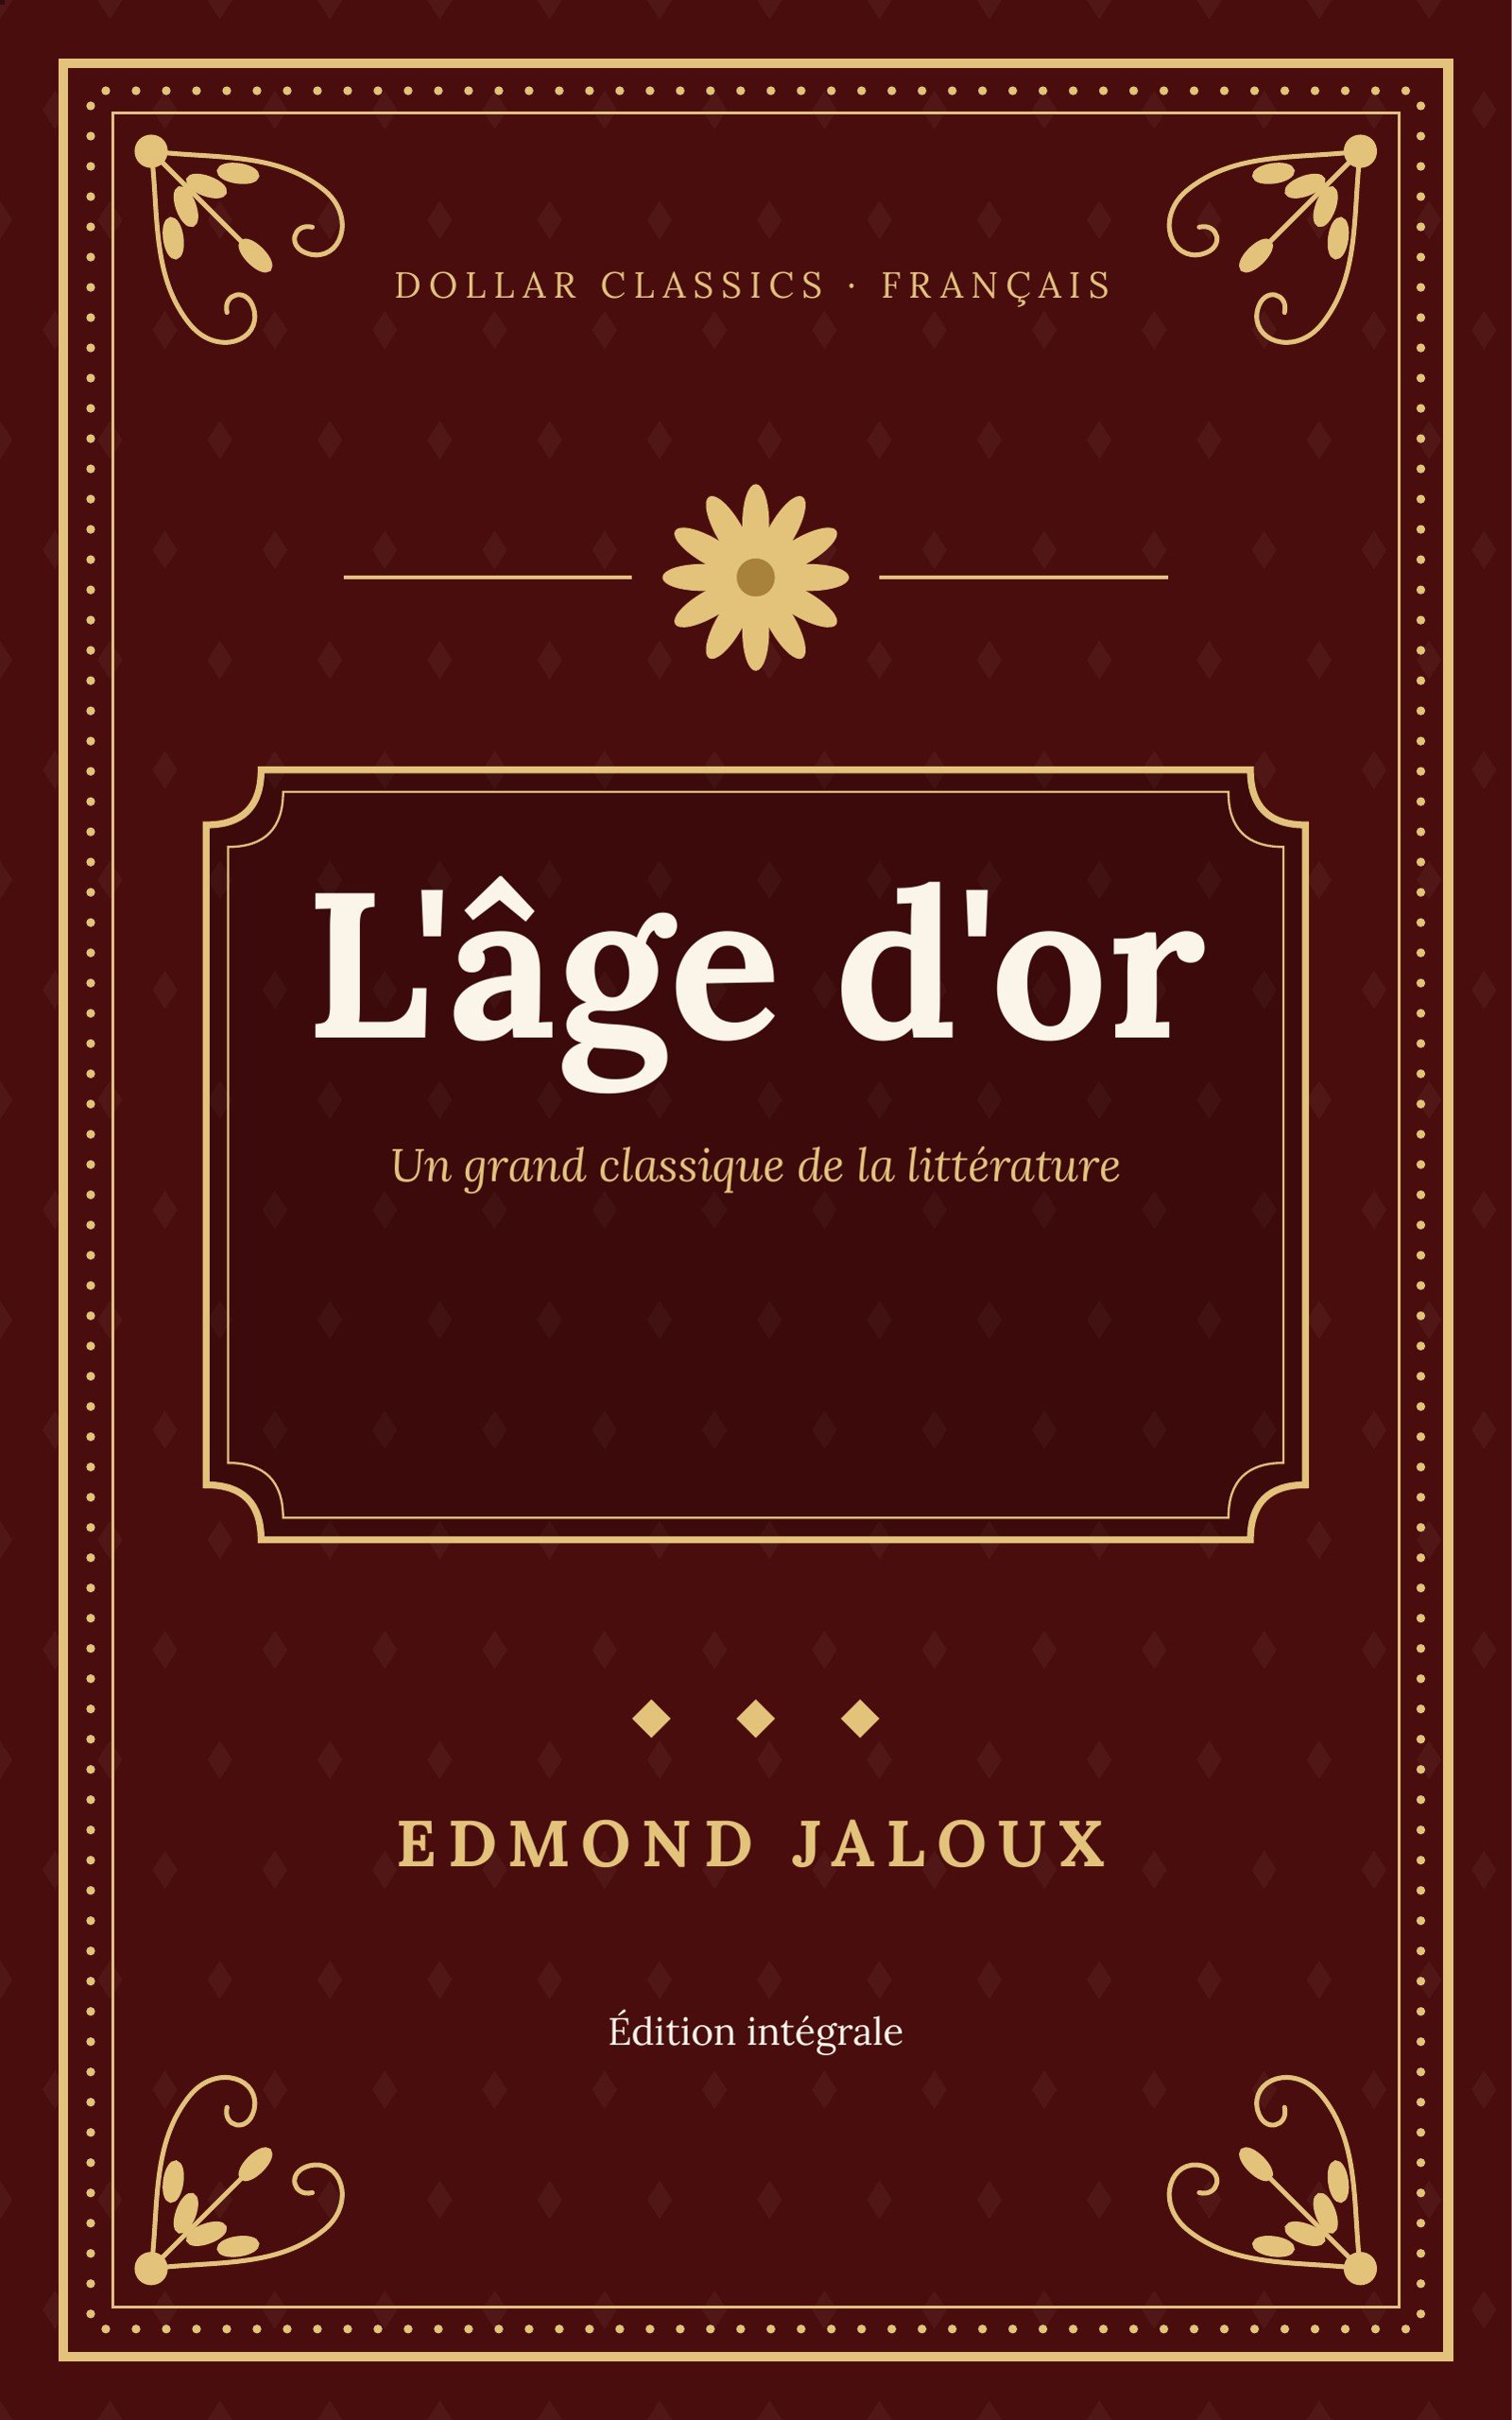 DOLLAR CLASSICS · FRANÇAIS
L'âge d'or
Un grand classique de la littérature
EDMOND JALOUX
Édition intégrale